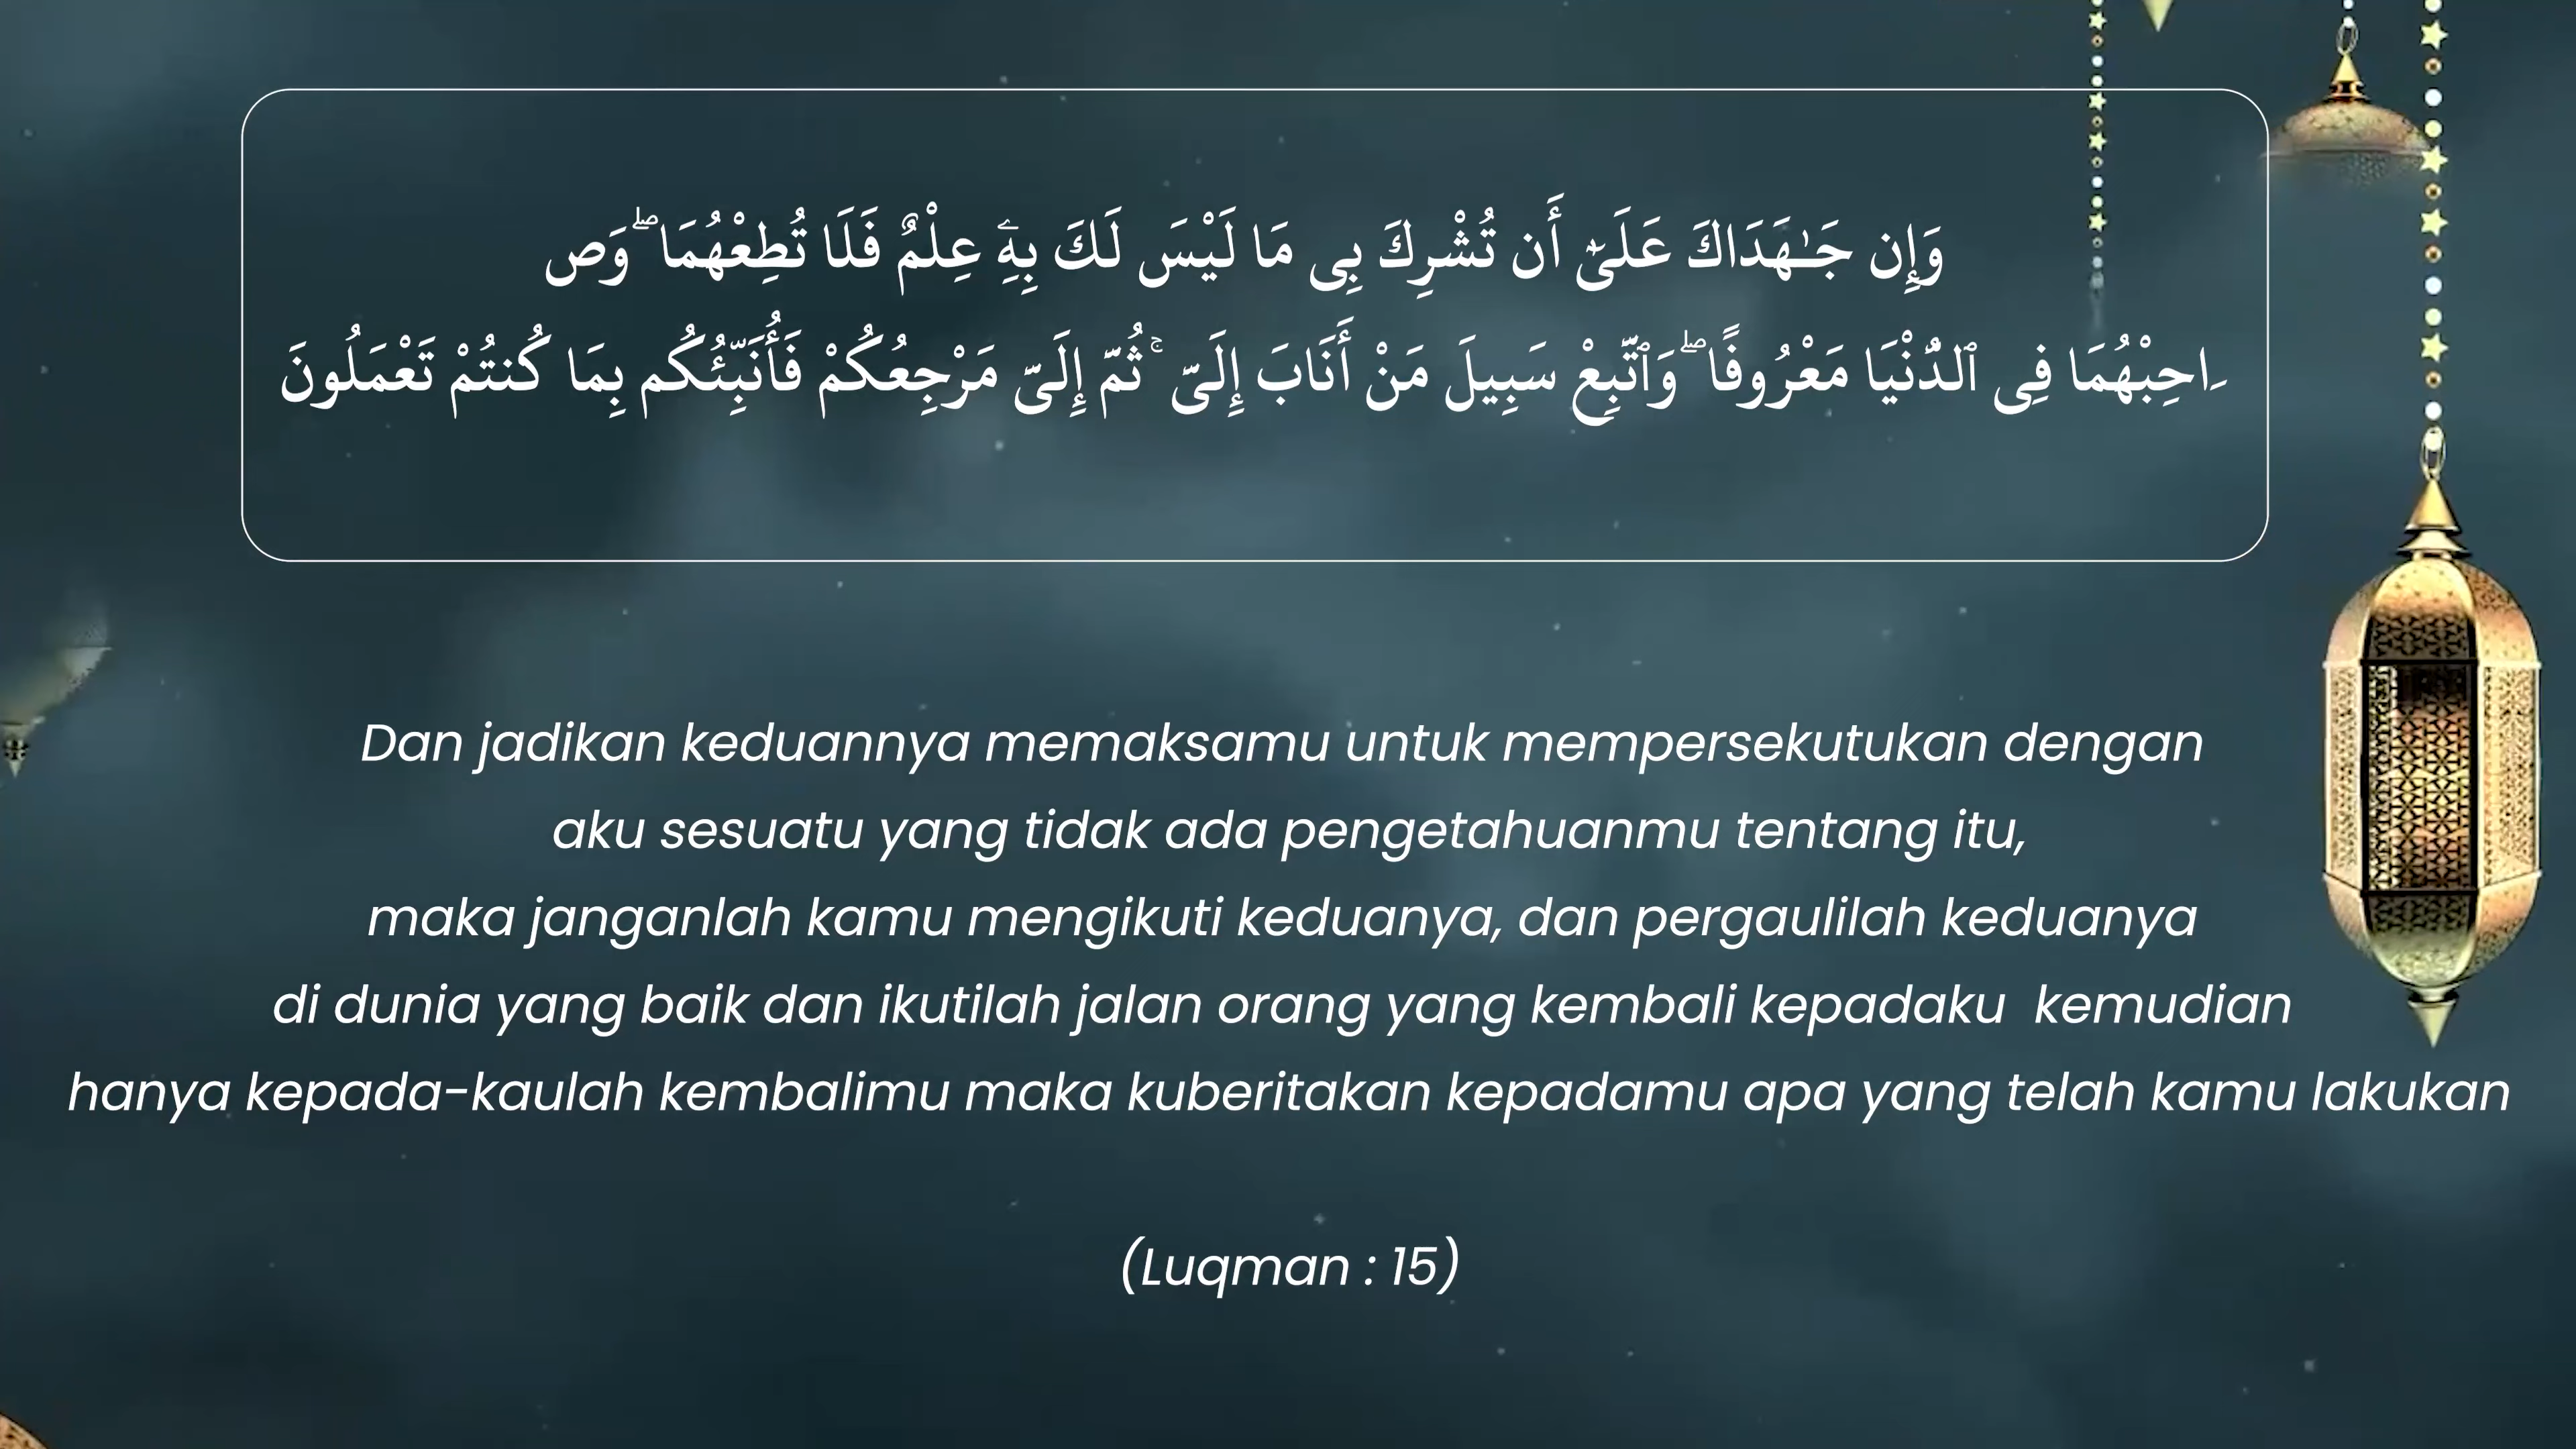 وَإِن جَـٰهَدَاكَ عَلَىٰٓ أَن تُشْرِكَ بِى مَا لَيْسَ لَكَ بِهِۦ عِلْمٌ فَلَا تُطِعْهُمَا ۖ وَص
ـِاحِبْهُمَا فِى ٱلدُّنْيَا مَعْرُوفًا ۖ وَٱتَّبِعْ سَبِيلَ مَنْ أَنَابَ إِلَىَّ ۚ ثُمَّ إِلَىَّ مَرْجِعُكُمْ فَأُنَبِّئُكُم بِمَا كُنتُمْ تَعْمَلُونَ
Dan jadikan keduannya memaksamu untuk mempersekutukan dengan
aku sesuatu yang tidak ada pengetahuanmu tentang itu,
maka janganlah kamu mengikuti keduanya, dan pergaulilah keduanya
di dunia yang baik dan ikutilah jalan orang yang kembali kepadaku  kemudian
hanya kepada-kaulah kembalimu maka kuberitakan kepadamu apa yang telah kamu lakukan
(Luqman : 15)